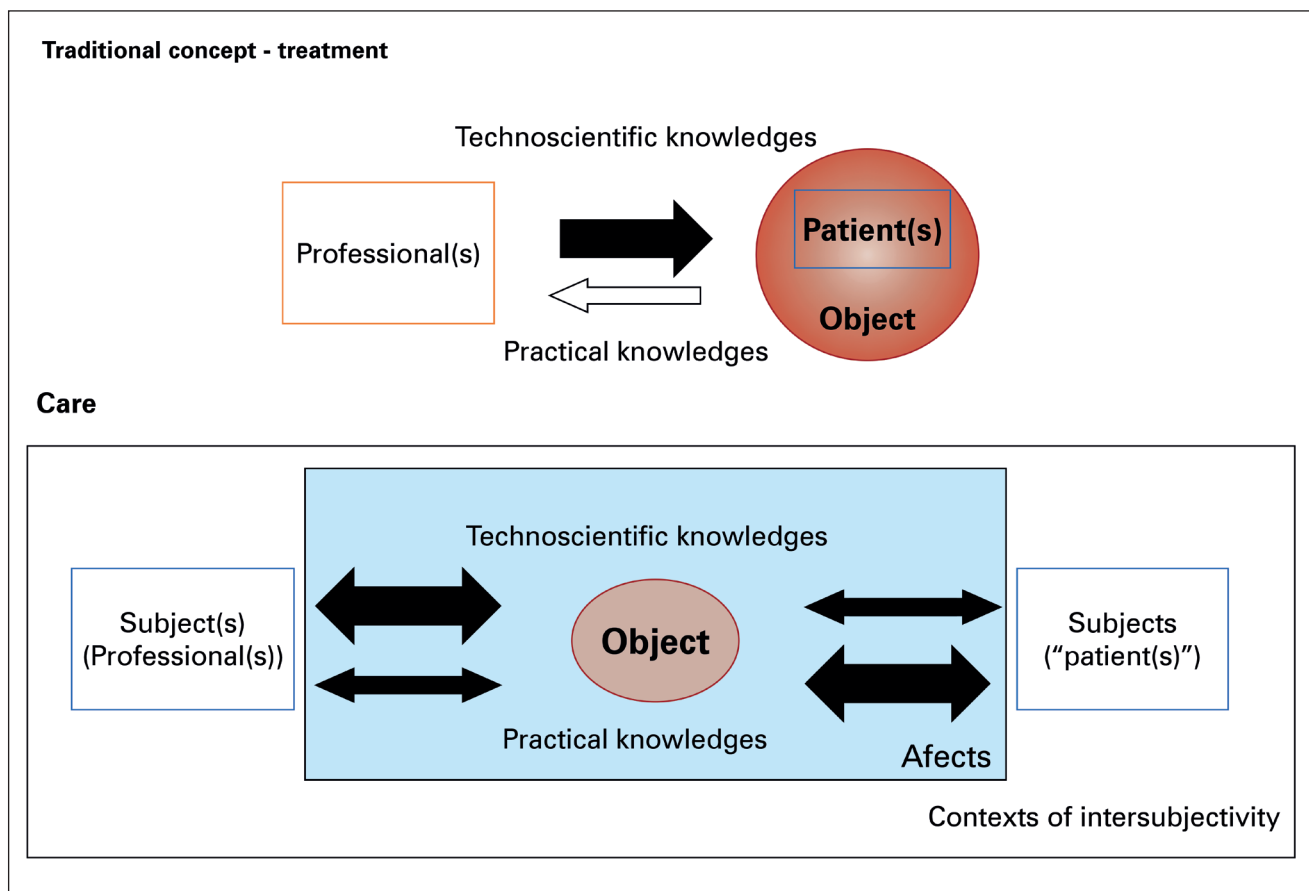 Traditional concept - treatment
Technoscientific knowledges
Professional(s)
Patient(s)
Object
Practical knowledges
Care
Technoscientific knowledges
Subject(s)
(Professional(s))
Object
Subjects
(“patient(s)”)
Practical knowledges
Afects
Contexts of intersubjectivity